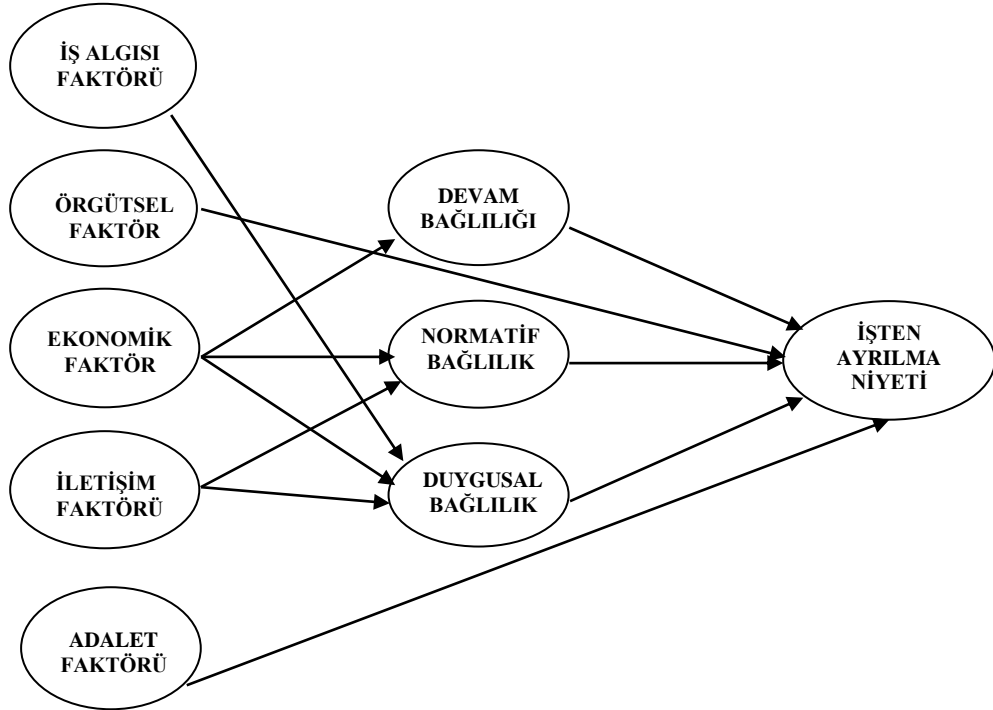 İŞ ALGISI
FAKTÖRÜ
ÖRGÜTSEL
FAKTÖR
EKONOMİK
FAKTÖR
İLETİŞİM
FAKTÖRÜ
ADALET
FAKTÖRÜ
DEVAM
BAĞLILIĞI
NORMATİF
BAĞLILIK
DUYGUSAL
BAĞLILIK
İŞTEN
AYRILMA
NİYETİ